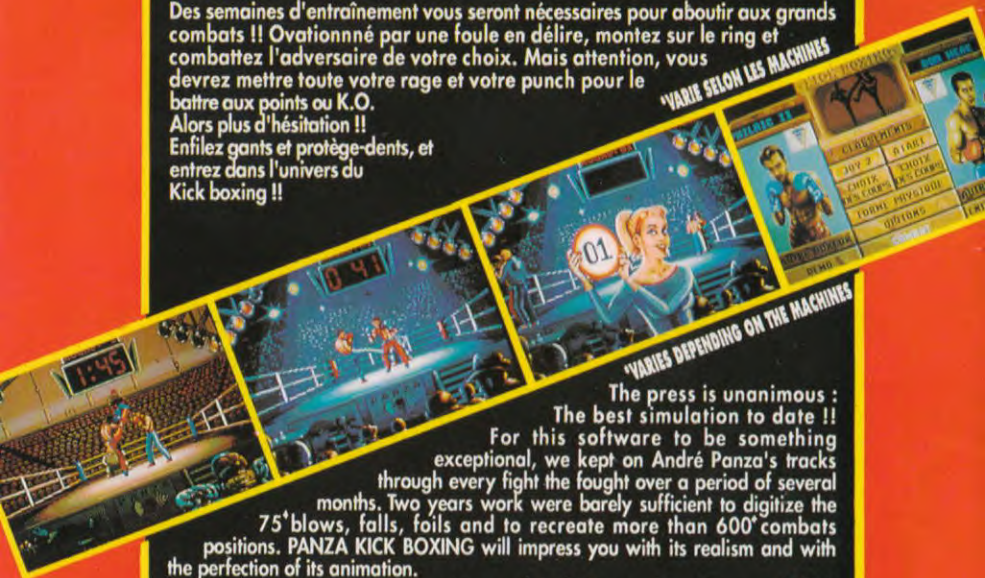 Des semaines d'entraînement vous seront nécessaires pour aboutir aux grands
combats !! Ovationnné par une foule en délire, montez sur le ring et
combattez l'adversaire de votre choix. Mais attention, vous
devrez mettre toute votre rage et votre punch pour le
battre aux points ou K.O.
Alors plus d'hésitation !!
Enfilez gants et protège-dents, et
entrez dans l'univers du
Kick boxing !!
*VARIE SELON LES MACHINES
CLASSEMENTS
JOY 2
START
CHOIX
DES COUPS
CHOIX
DES COUPS
FORME PHYSIQUE
OPTIONS
COMBAT
DEMO
01
0 41
PANZA
1:45
*VARIES DEPENDING ON THE MACHINES
The press is unanimous :
The best simulation to date !!
For this software to be something
exceptional, we kept on André Panza's tracks
through every fight the fought over a period of several
months. Two years work were barely sufficient to digitize the
75* blows, falls, foils and to recreate more than 600* combats
positions. PANZA KICK BOXING will impress you with its realism and with
the perfection of its animation.